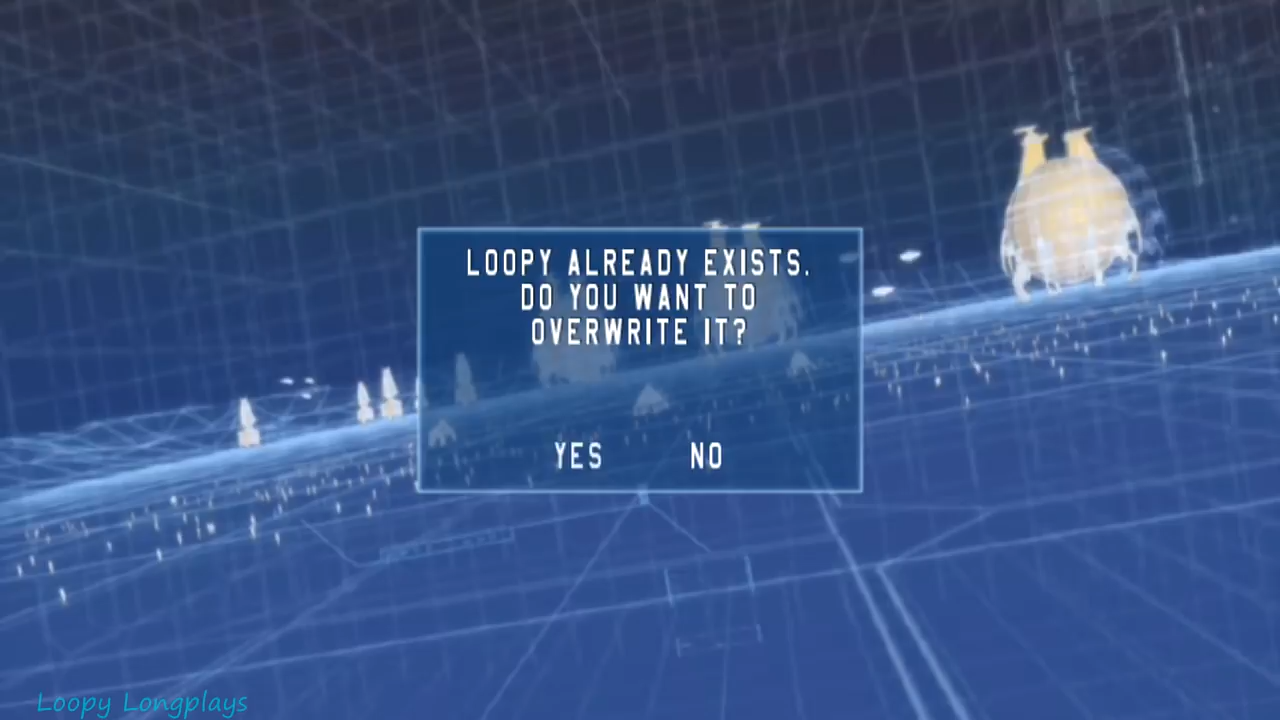 LOOPY ALREADY EXISTS.
DO YOU WANT TO
OVERWRITE IT?
YES NO
Loopy Longplays